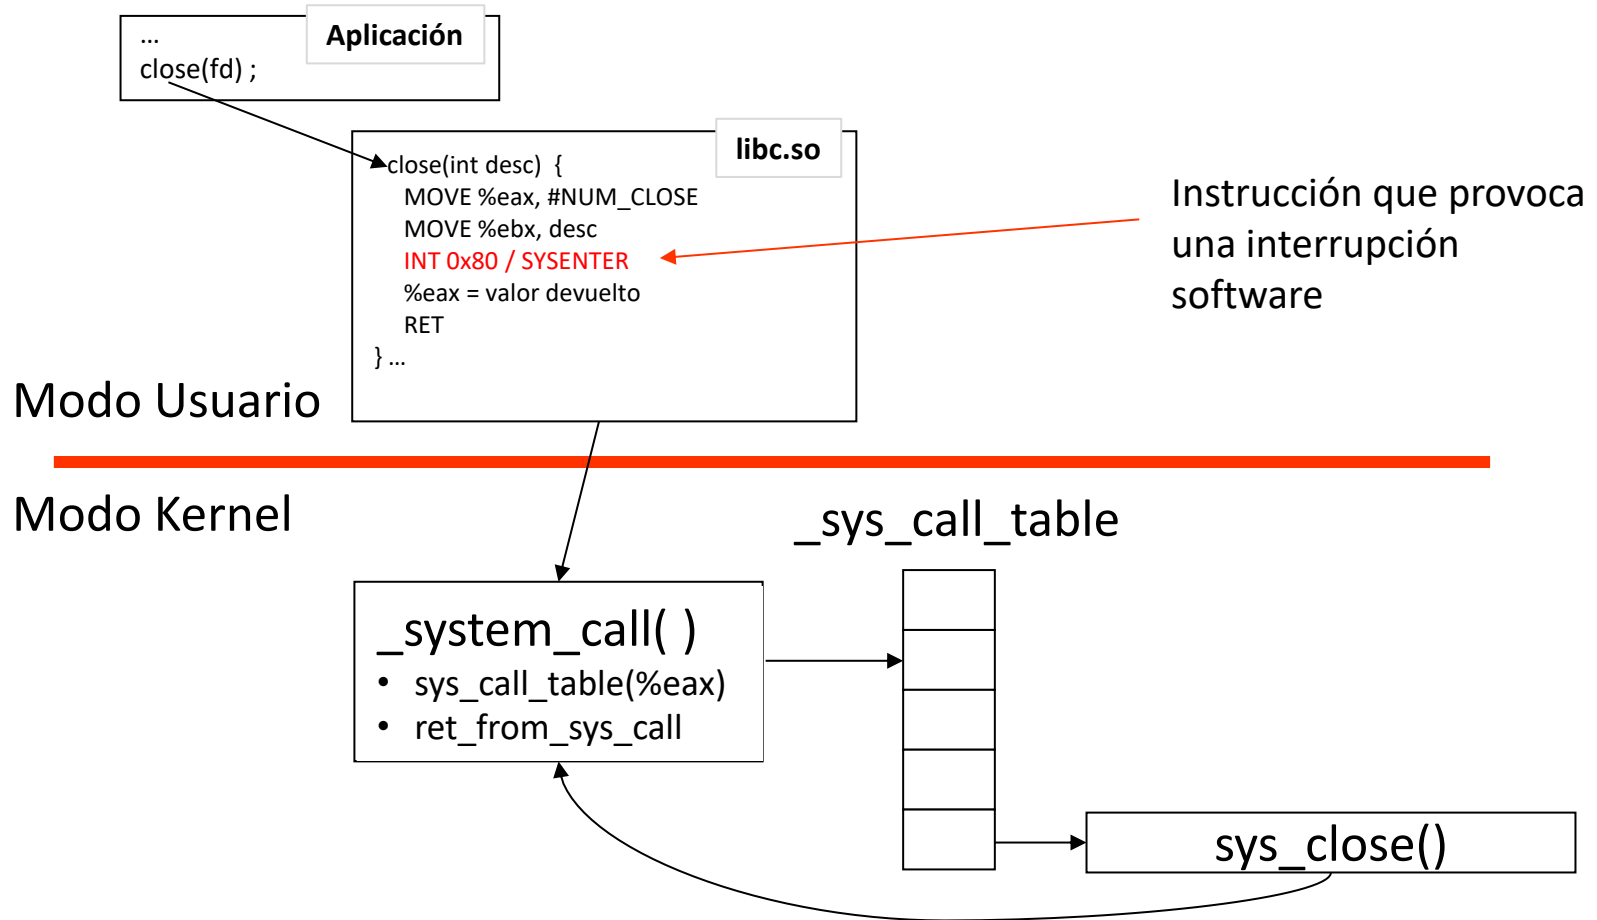 ...
Aplicación
close(fd) ;
libc.so
close(int desc) {
MOVE %eax, #NUM_CLOSE
MOVE %ebx, desc
INT 0x80 / SYSENTER
%eax = valor devuelto
RET
} ...
Instrucción que provoca
una interrupción
software
Modo Usuario
Modo Kernel
_sys_call_table
_system_call( )
• sys_call_table(%eax)
• ret_from_sys_call
sys_close()